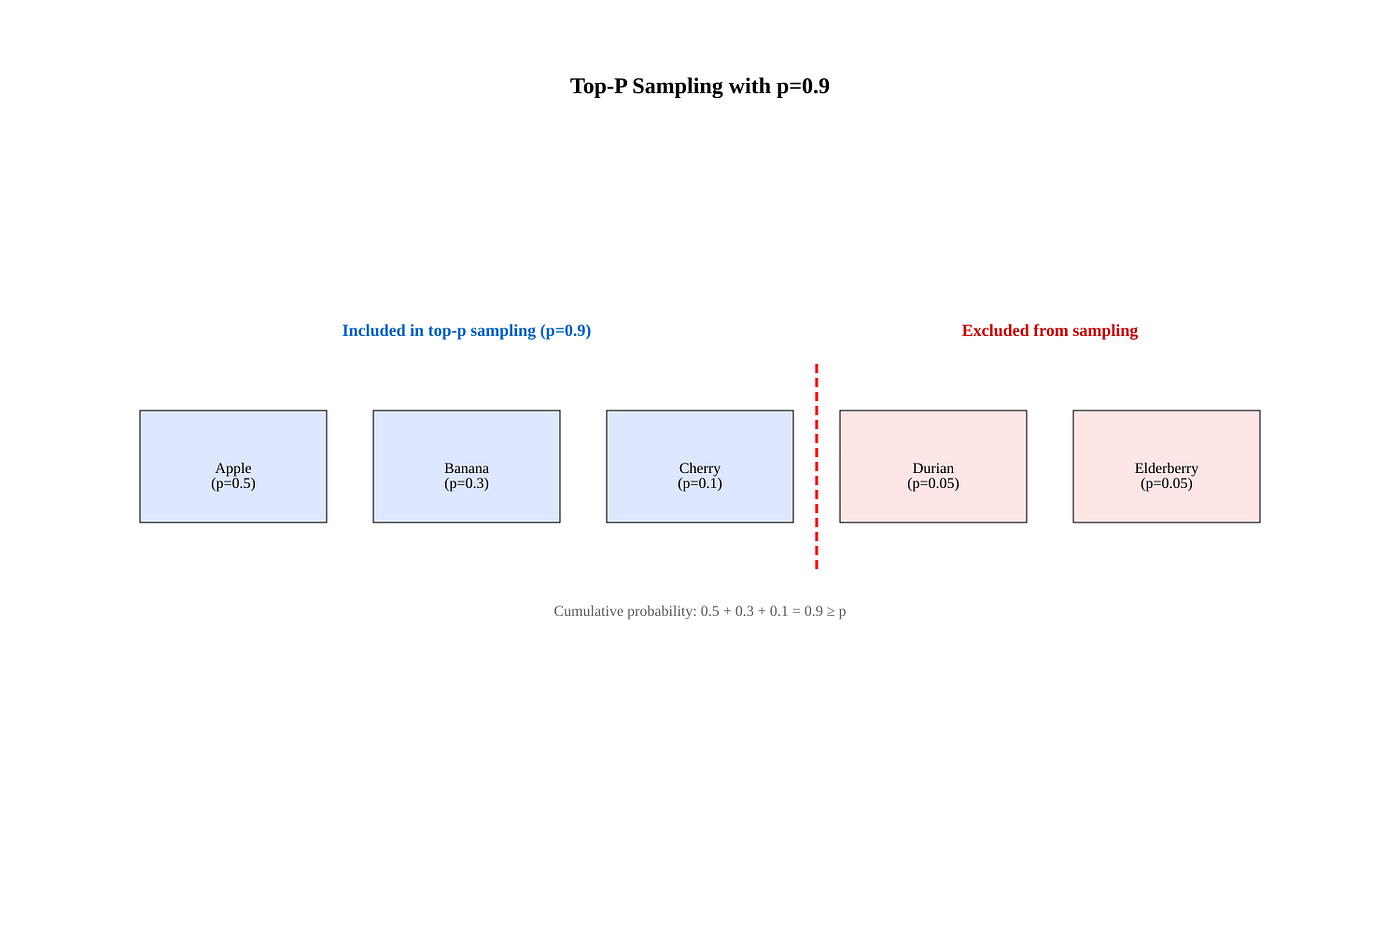 Top-P Sampling with p=0.9
Included in top-p sampling (p=0.9)
Excluded from sampling
Apple
(p=0.5)
Banana
(p=0.3)
Cherry
(p=0.1)
Durian
(p=0.05)
Elderberry
(p=0.05)
Cumulative probability: 0.5 + 0.3 + 0.1 = 0.9 ≥ p